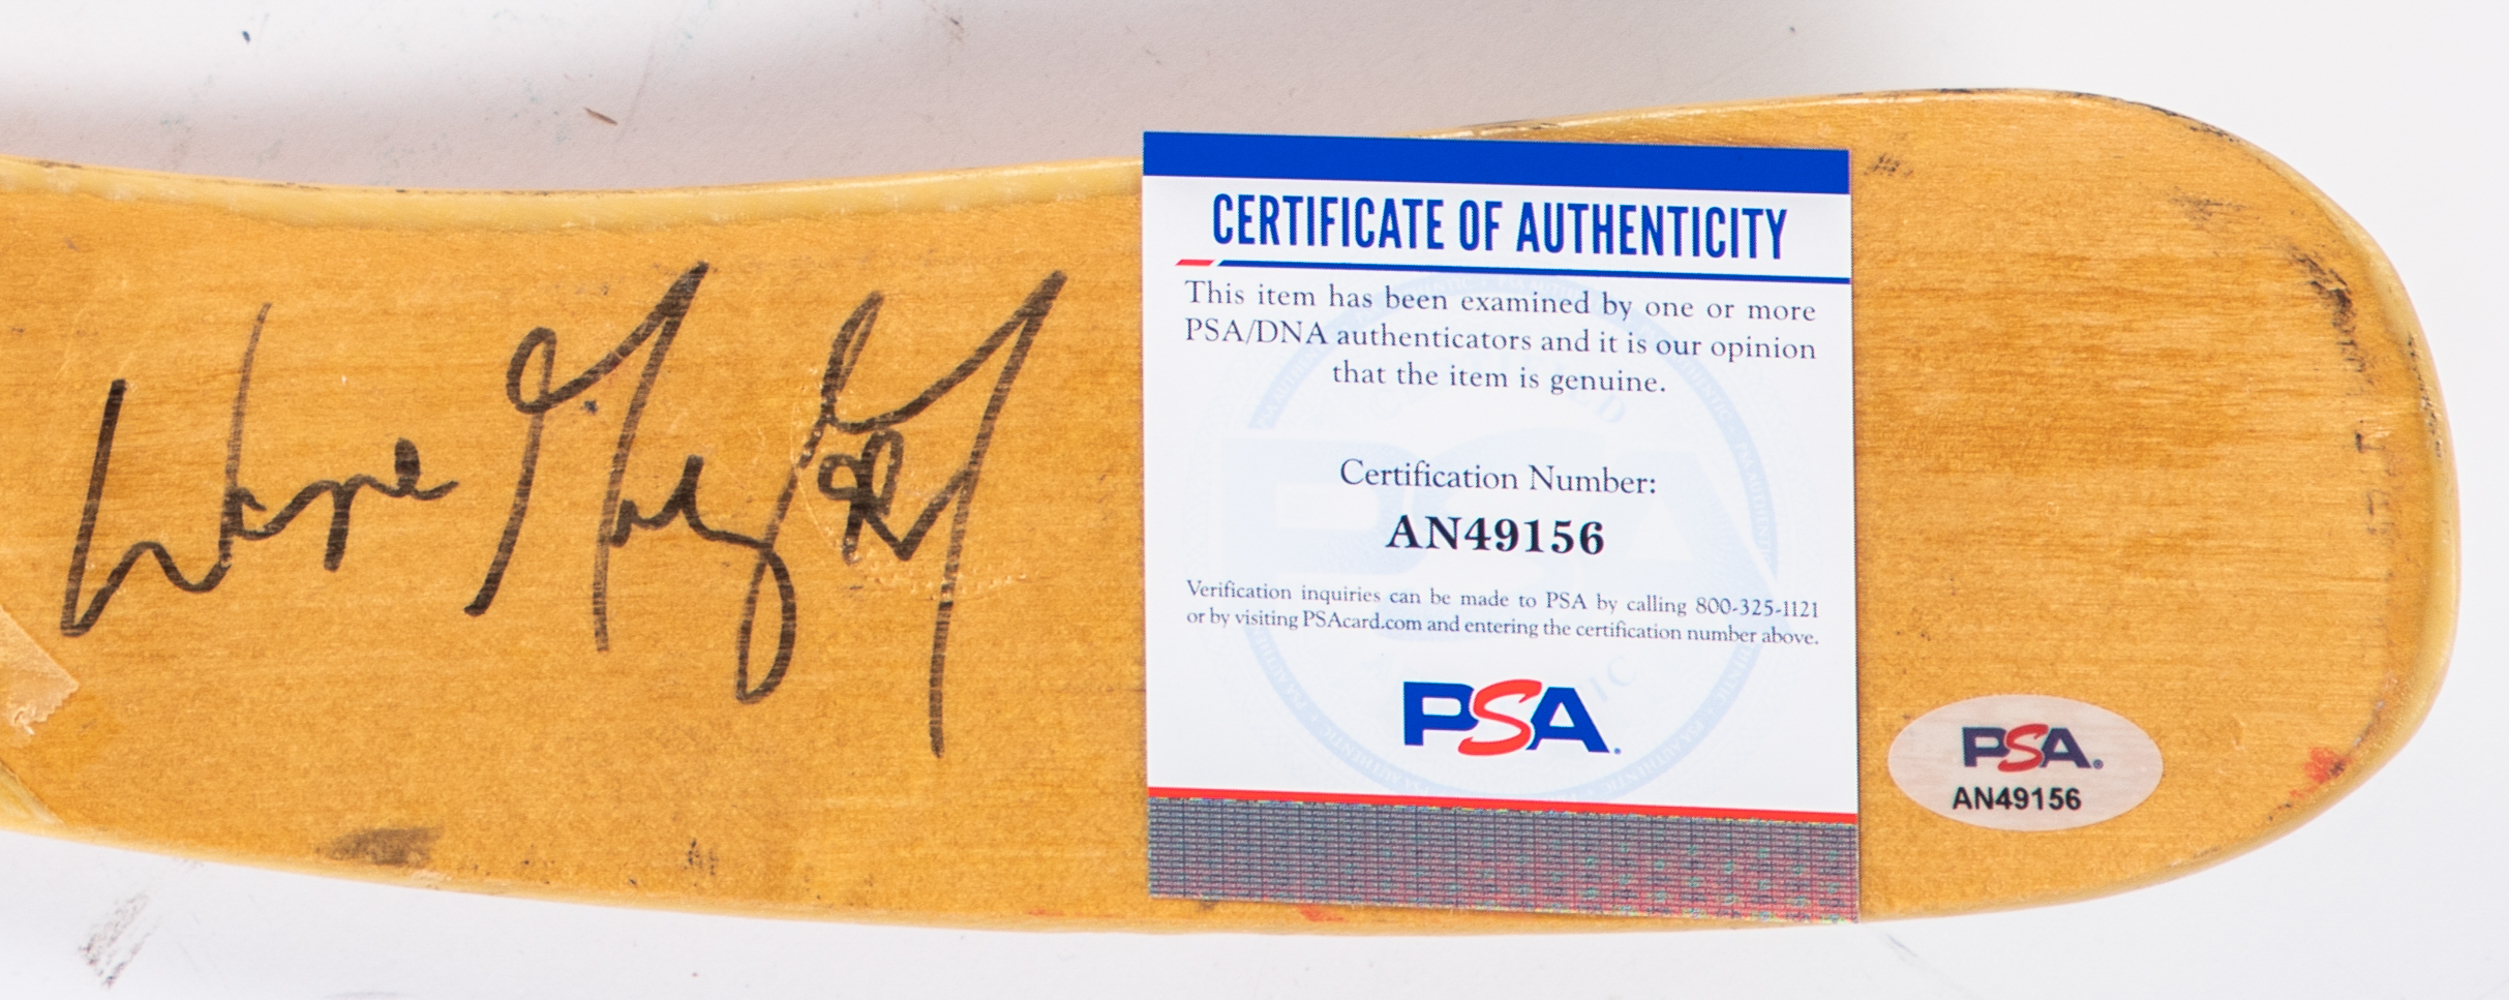 Wayne Gretzky
99
CERTIFICATE OF AUTHENTICITY
This item has been examined by one or more
PSA/DNA authenticators and it is our opinion
that the item is genuine.
Certification Number:
AN49156
Verification inquiries can be made to PSA by calling 800-325-1121
or by visiting PSAcard.com and entering the certification number above.
PSA.
PSA.
AN49156